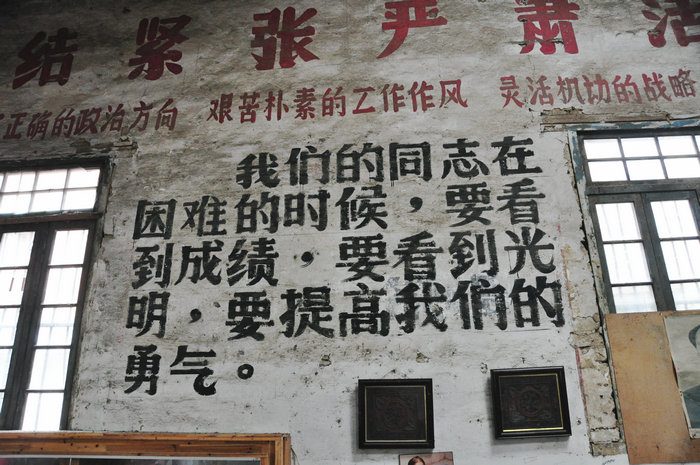 结 紧张 严肃 活
正确的政治方向 艰苦朴素的工作作风 灵活机动的战略
我们的同志在
困难的时候，要看
到成绩，要看到光
明，要提高我们的
勇气。